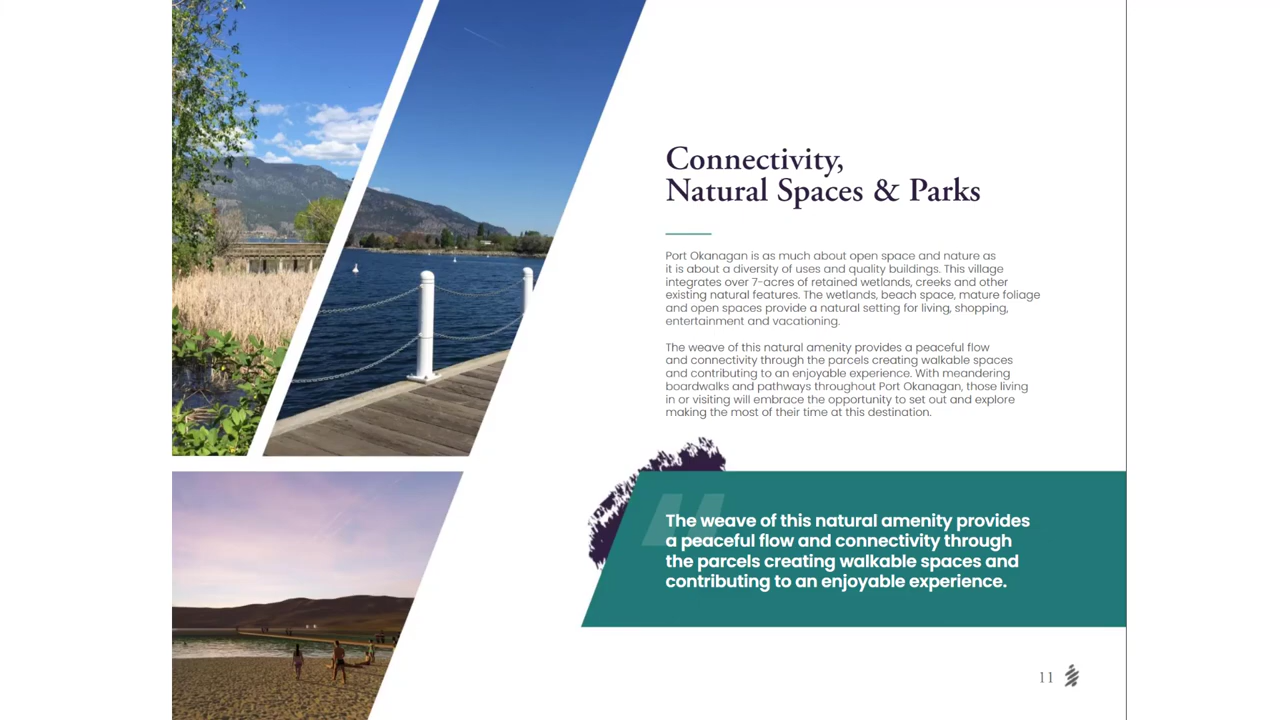 Connectivity,
Natural Spaces & Parks
Port Okanagan is as much about open space and nature as
it is about a diversity of uses and quality buildings. This village
integrates over 7-acres of retained wetlands, creeks and other
existing natural features. The wetlands, beach space, mature foliage
and open spaces provide a natural setting for living, shopping,
entertainment and vacationing.
The weave of this natural amenity provides a peaceful flow
and connectivity through the parcels creating walkable spaces
and contributing to an enjoyable experience. With meandering
boardwalks and pathways throughout Port Okanagan, those living
in or visiting will embrace the opportunity to set out and explore
making the most of their time at this destination.
The weave of this natural amenity provides
a peaceful flow and connectivity through
the parcels creating walkable spaces and
contributing to an enjoyable experience.
11